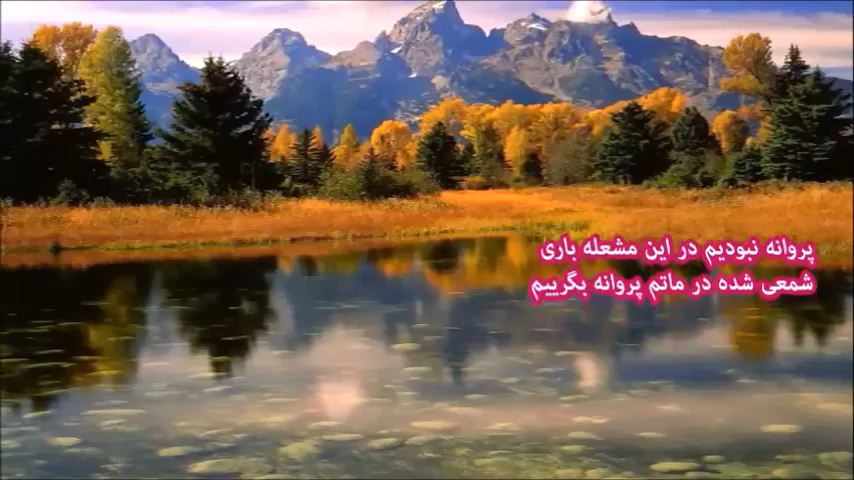 پروانه نبودیم در این مشعله باری
شمعی شده در ماتم پروانه بگرییم